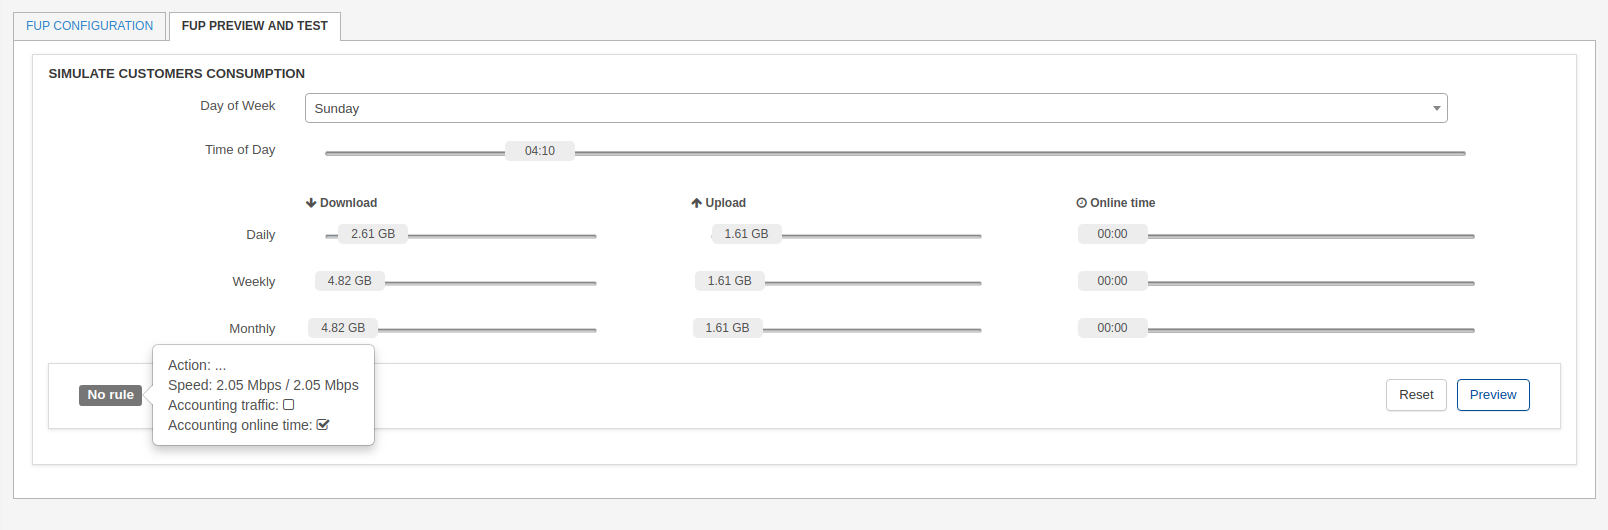 FUP CONFIGURATION FUP PREVIEW AND TEST
SIMULATE CUSTOMERS CONSUMPTION
Day of Week Sunday
Time of Day 04:10
Download Upload Online time
Daily 2.61 GB 1.61 GB 00:00
Weekly 4.82 GB 1.61 GB 00:00
Monthly 4.82 GB 1.61 GB 00:00
No rule
Action: ...
Speed: 2.05 Mbps / 2.05 Mbps
Accounting traffic:
Accounting online time:
Reset Preview